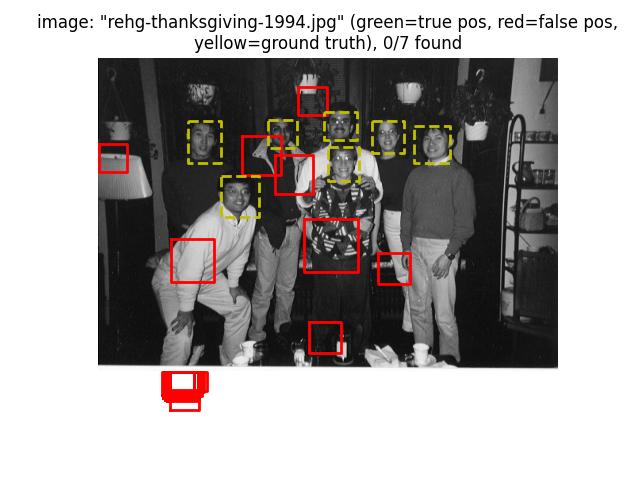 image: "rehg-thanksgiving-1994.jpg" (green=true pos, red=false pos,
yellow=ground truth), 0/7 found